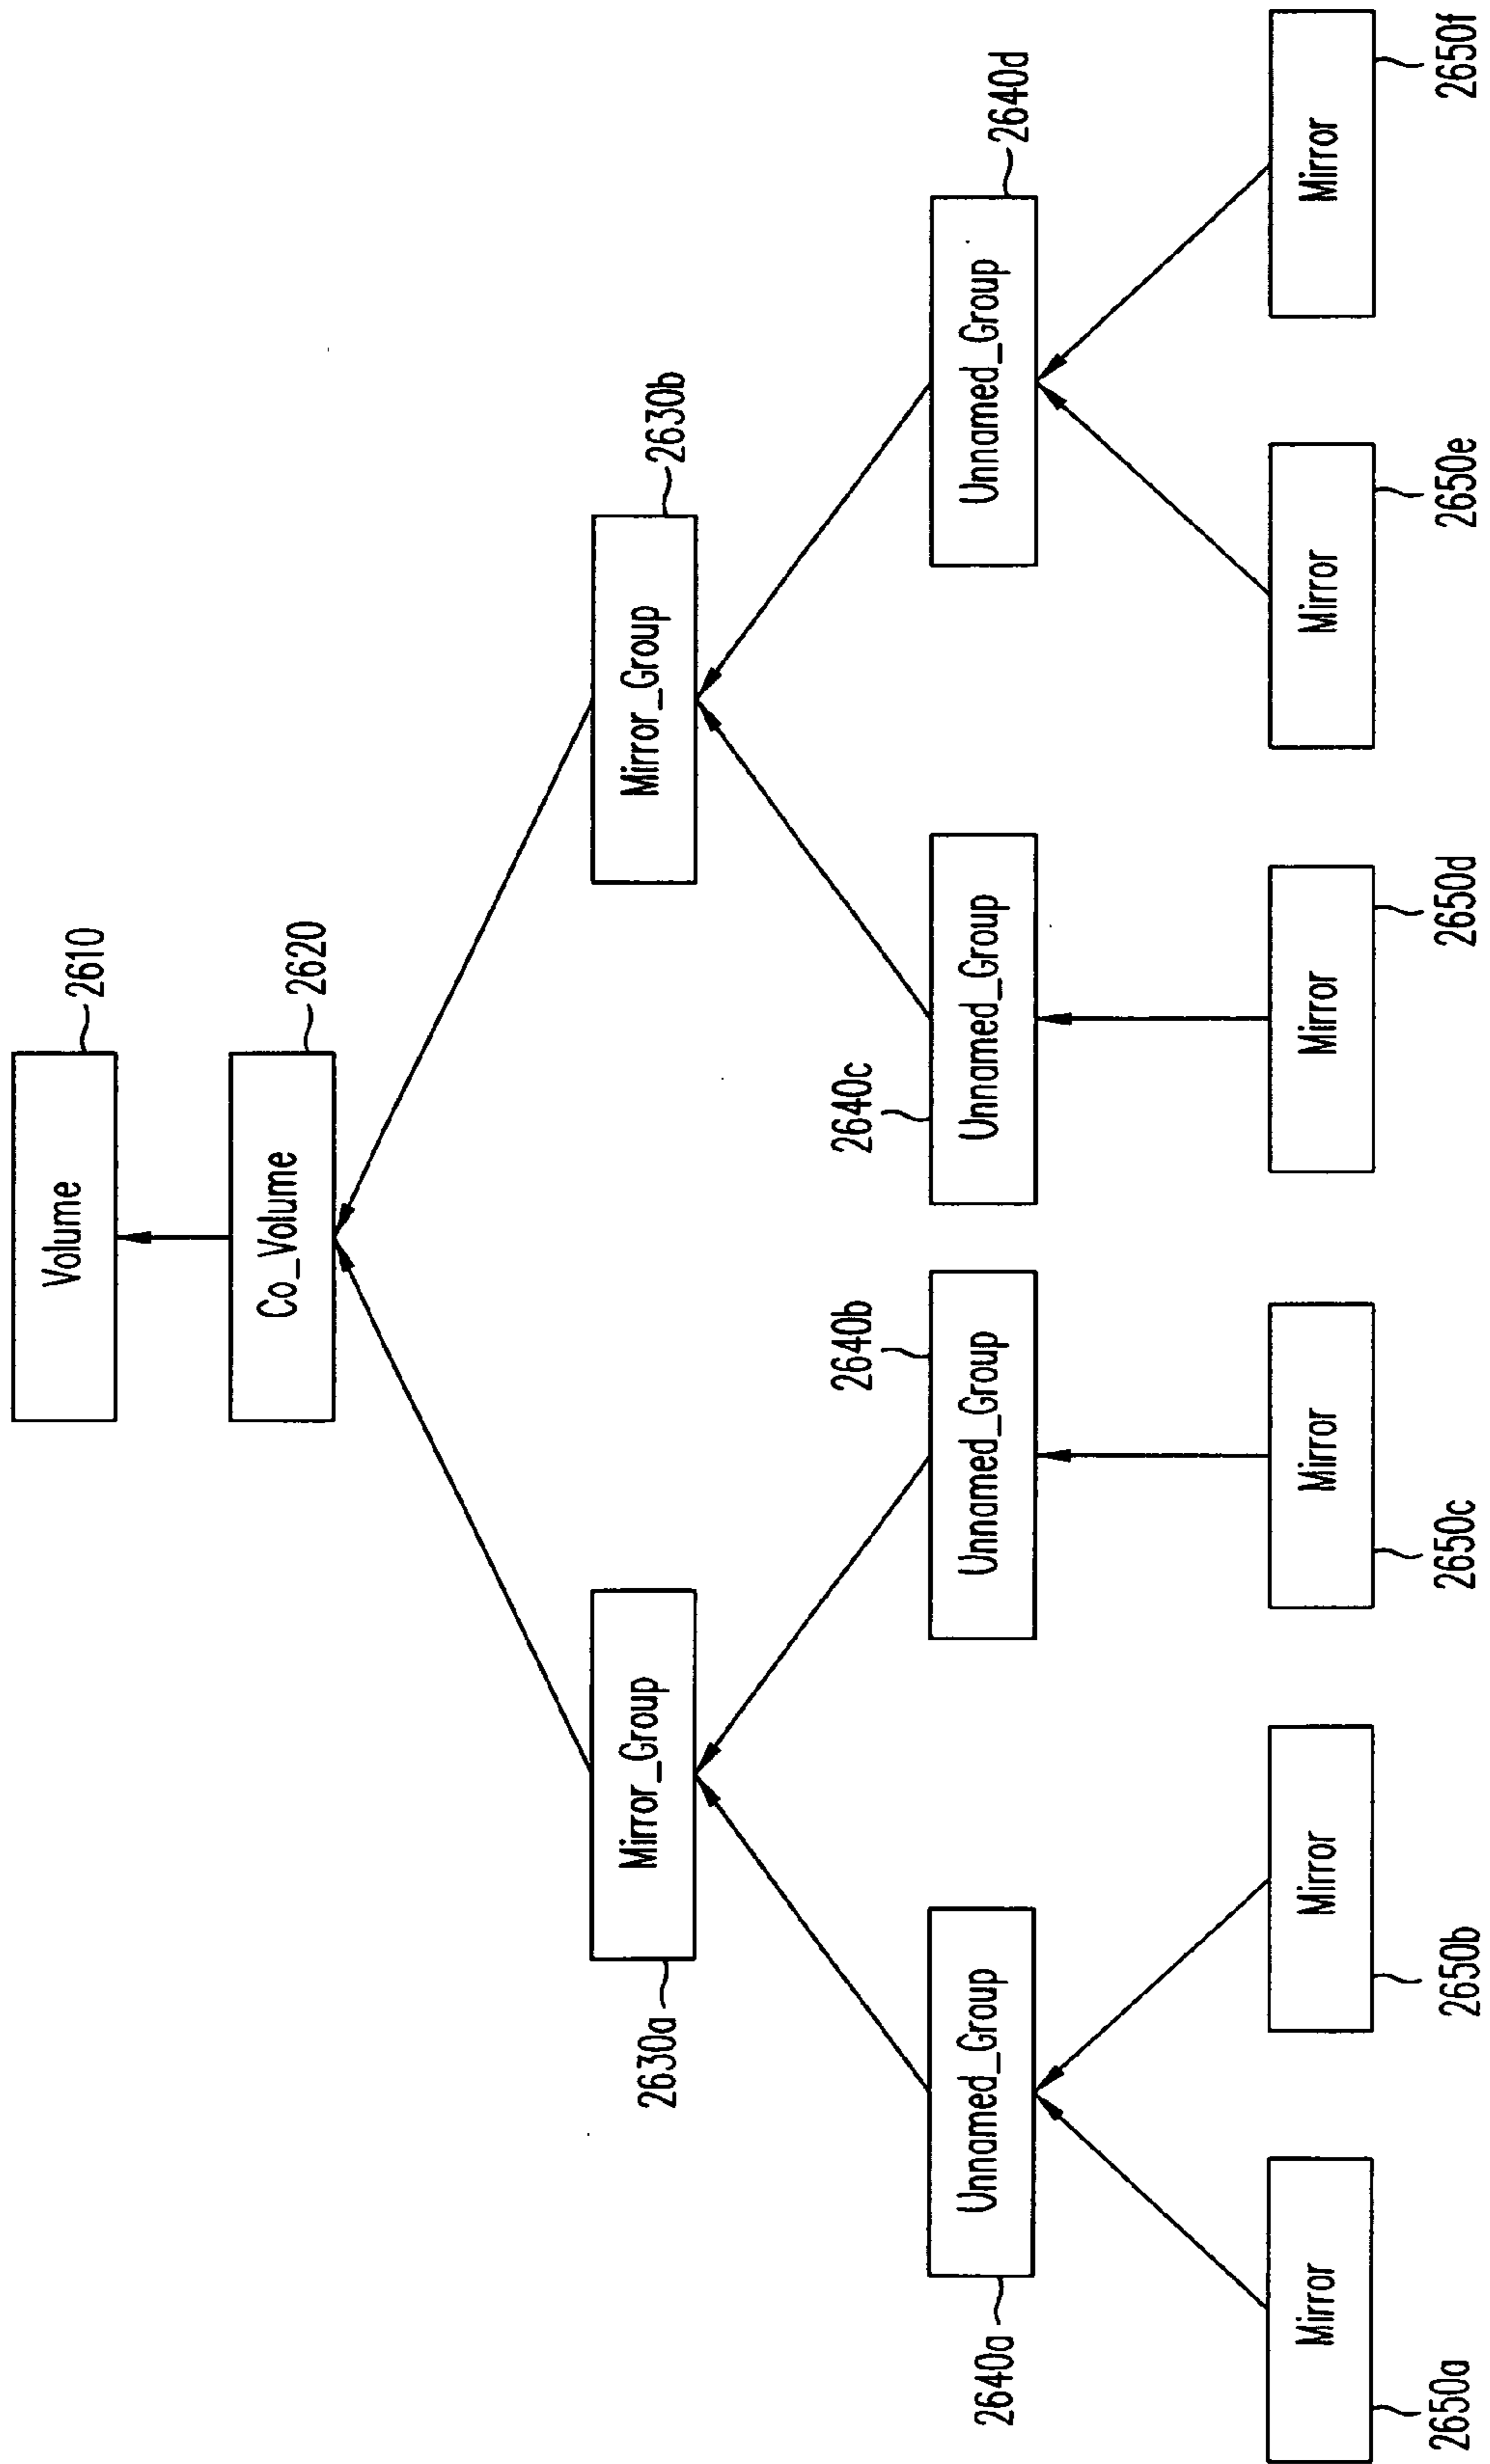 Volume
2610
Co_Volume
2620
2630a
Mirror_Group
Mirror_Group
2630b
2640a
Unnamed_Group
2640b
Unnamed_Group
2640c
Unnamed_Group
Unnamed_Group
2640d
Mirror
2650a
Mirror
2650b
Mirror
2650c
Mirror
2650d
Mirror
2650e
Mirror
2650f